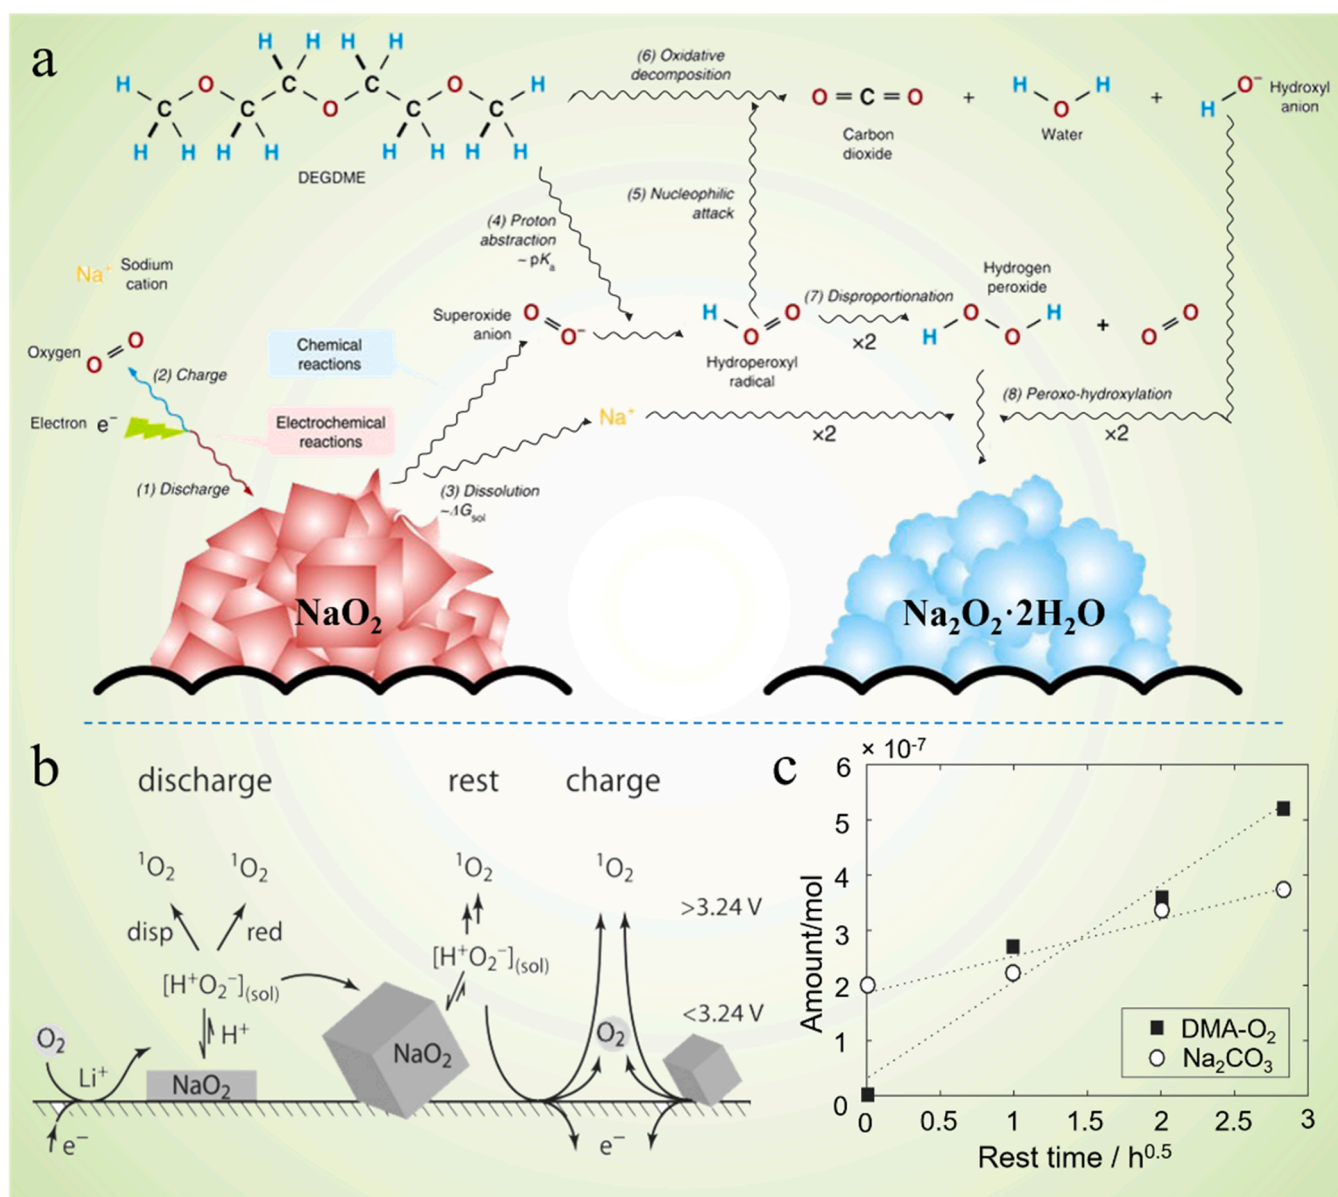 a
H H H H
H O C C O H
C C O C C
H H H H H H H H
DEGDME
(6) Oxidative
decomposition
O = C = O
Carbon
dioxide
+
H H
O
Water
+
O⁻
H
Hydroxyl
anion
(5) Nucleophilic
attack
(4) Proton
abstraction
~ pKₐ
Na⁺ Sodium
cation
Oxygen O
O
(2) Charge
Electron e⁻
(1) Discharge
Chemical
reactions
Electrochemical
reactions
Superoxide
anion
O
O⁻
H O
O
Hydroperoxyl
radical
(7) Disproportionation
×2
Hydrogen
peroxide
O H
H O
+
O
O
Na⁺
×2
(8) Peroxo-hydroxylation
×2
(3) Dissolution
~ΔG_sol
NaO₂
Na₂O₂·2H₂O
b
discharge rest charge
¹O₂ ¹O₂ ¹O₂ ¹O₂
>3.24 V
disp red
[H⁺O₂⁻](sol)
[H⁺O₂⁻](sol)
<3.24 V
O₂
H⁺
O₂
NaO₂
Li⁺
NaO₂
e⁻
e⁻
c
× 10⁻⁷
6
5
4
3
2
1
0
Amount/mol
DMA-O₂
Na₂CO₃
0 0.5 1 1.5 2 2.5 3
Rest time / h⁰·⁵